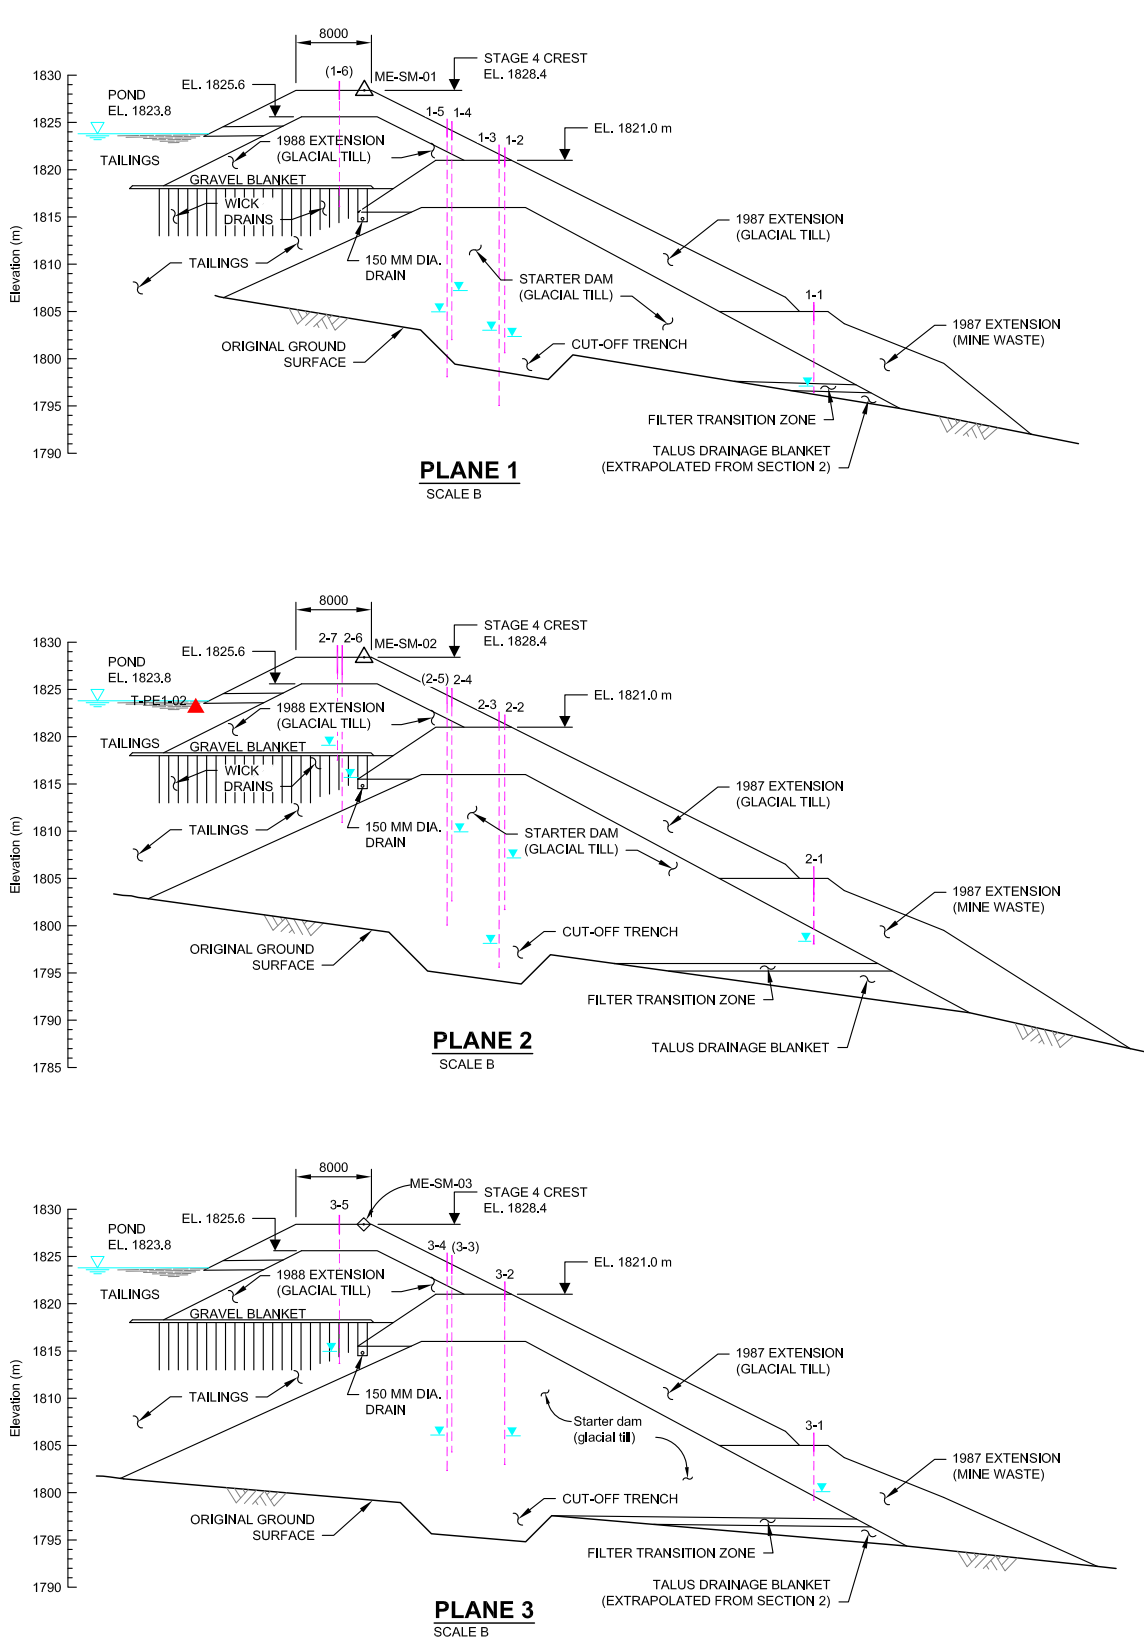 8000
STAGE 4 CREST
EL. 1828.4
(1-6)
ME-SM-01
1830
EL. 1825.6
POND
EL. 1823.8
1-5
1-4
1825
EL. 1821.0 m
1-3
1-2
1988 EXTENSION
(GLACIAL TILL)
TAILINGS
1820
GRAVEL BLANKET
WICK
DRAINS
1815
1987 EXTENSION
(GLACIAL TILL)
Elevation (m)
TAILINGS
150 MM DIA.
DRAIN
1810
STARTER DAM
(GLACIAL TILL)
1-1
1805
1987 EXTENSION
(MINE WASTE)
ORIGINAL GROUND
SURFACE
CUT-OFF TRENCH
1800
1795
FILTER TRANSITION ZONE
1790
TALUS DRAINAGE BLANKET
(EXTRAPOLATED FROM SECTION 2)
PLANE 1
SCALE B
8000
STAGE 4 CREST
EL. 1828.4
2-7
2-6
ME-SM-02
1830
EL. 1825.6
POND
EL. 1823.8
(2-5)
2-4
1825
T-PE1-02
EL. 1821.0 m
2-3
2-2
1988 EXTENSION
(GLACIAL TILL)
TAILINGS
1820
GRAVEL BLANKET
WICK
DRAINS
1815
1987 EXTENSION
(GLACIAL TILL)
Elevation (m)
TAILINGS
150 MM DIA.
DRAIN
1810
STARTER DAM
(GLACIAL TILL)
2-1
1805
1987 EXTENSION
(MINE WASTE)
CUT-OFF TRENCH
1800
ORIGINAL GROUND
SURFACE
1795
FILTER TRANSITION ZONE
1790
TALUS DRAINAGE BLANKET
1785
PLANE 2
SCALE B
8000
ME-SM-03
STAGE 4 CREST
EL. 1828.4
3-5
1830
EL. 1825.6
POND
EL. 1823.8
3-4
(3-3)
1825
EL. 1821.0 m
3-2
1988 EXTENSION
(GLACIAL TILL)
TAILINGS
1820
GRAVEL BLANKET
1815
1987 EXTENSION
(GLACIAL TILL)
Elevation (m)
TAILINGS
150 MM DIA.
DRAIN
1810
Starter dam
(glacial till)
3-1
1805
1987 EXTENSION
(MINE WASTE)
1800
CUT-OFF TRENCH
ORIGINAL GROUND
SURFACE
1795
FILTER TRANSITION ZONE
1790
TALUS DRAINAGE BLANKET
(EXTRAPOLATED FROM SECTION 2)
PLANE 3
SCALE B